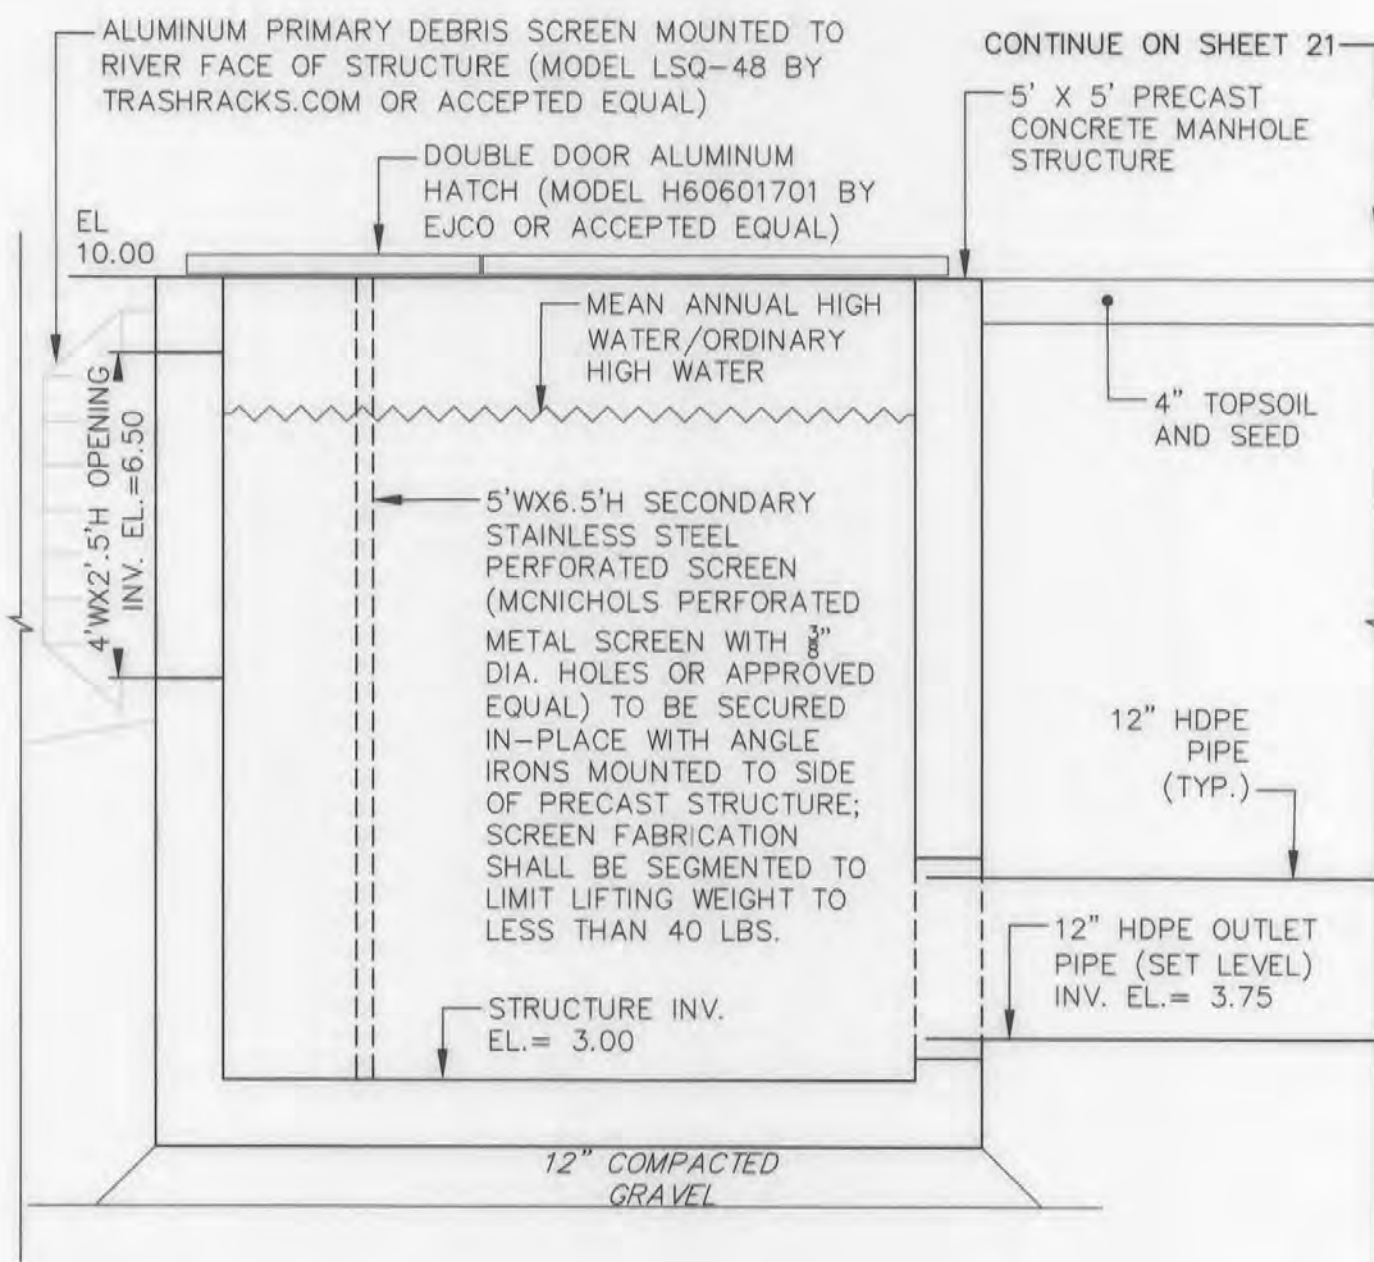 ALUMINUM PRIMARY DEBRIS SCREEN MOUNTED TO
RIVER FACE OF STRUCTURE (MODEL LSQ-48 BY
TRASHRACKS.COM OR ACCEPTED EQUAL)
CONTINUE ON SHEET 21
5' X 5' PRECAST
CONCRETE MANHOLE
STRUCTURE
DOUBLE DOOR ALUMINUM
HATCH (MODEL H60601701 BY
EJCO OR ACCEPTED EQUAL)
EL
10.00
MEAN ANNUAL HIGH
WATER/ORDINARY
HIGH WATER
4" TOPSOIL
AND SEED
4'WX2'.5'H OPENING
INV. EL.=6.50
5'WX6.5'H SECONDARY
STAINLESS STEEL
PERFORATED SCREEN
(MCNICHOLS PERFORATED
METAL SCREEN WITH 3/8"
DIA. HOLES OR APPROVED
EQUAL) TO BE SECURED
IN-PLACE WITH ANGLE
IRONS MOUNTED TO SIDE
OF PRECAST STRUCTURE;
SCREEN FABRICATION
SHALL BE SEGMENTED TO
LIMIT LIFTING WEIGHT TO
LESS THAN 40 LBS.
12" HDPE
PIPE
(TYP.)
12" HDPE OUTLET
PIPE (SET LEVEL)
INV. EL.= 3.75
STRUCTURE INV.
EL.= 3.00
12" COMPACTED
GRAVEL